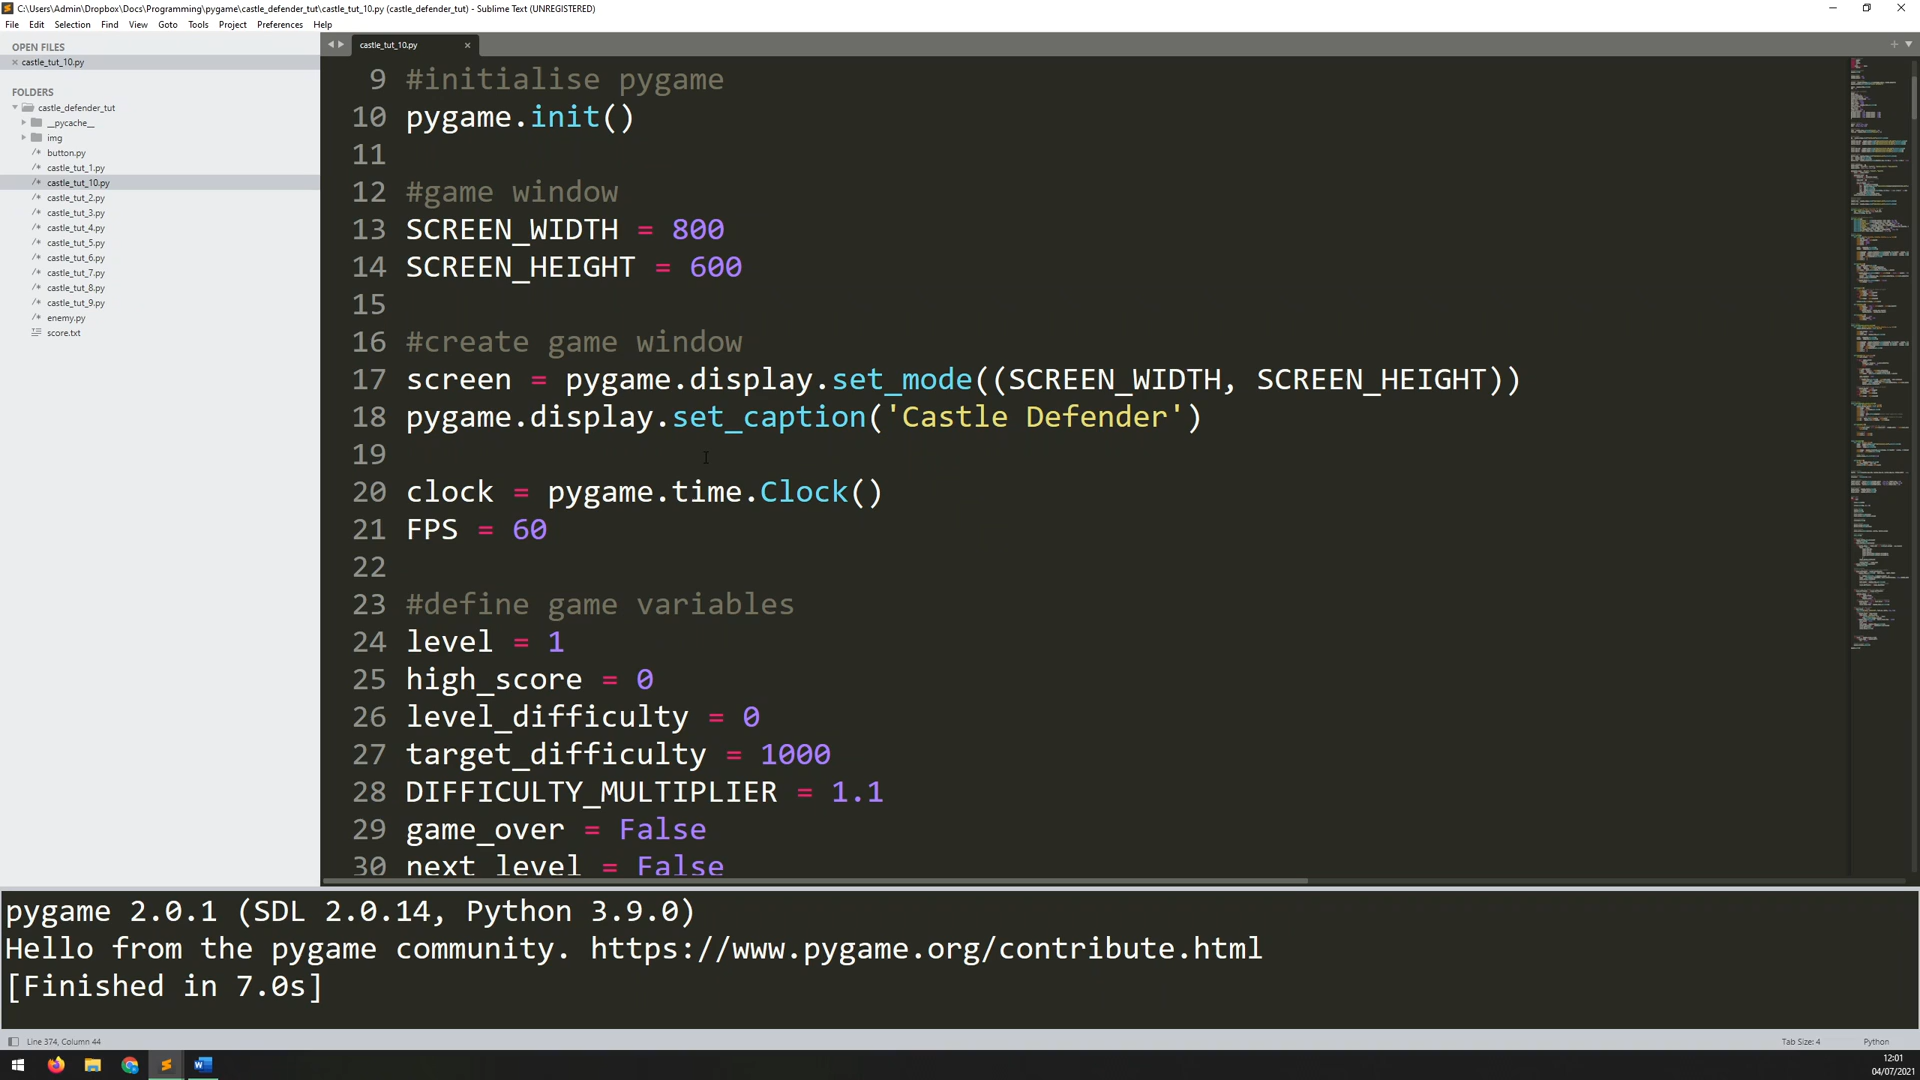 C:\Users\Admin\Dropbox\Docs\Programming\pygame\castle_defender_tut\castle_tut_10.py (castle_defender_tut) - Sublime Text (UNREGISTERED)
File Edit Selection Find View Goto Tools Project Preferences Help
OPEN FILES
castle_tut_10.py
FOLDERS
castle_defender_tut
__pycache__
img
button.py
castle_tut_1.py
castle_tut_10.py
castle_tut_2.py
castle_tut_3.py
castle_tut_4.py
castle_tut_5.py
castle_tut_6.py
castle_tut_7.py
castle_tut_8.py
castle_tut_9.py
enemy.py
score.txt
castle_tut_10.py
9 #initialise pygame
10 pygame.init()
11
12 #game window
13 SCREEN_WIDTH = 800
14 SCREEN_HEIGHT = 600
15
16 #create game window
17 screen = pygame.display.set_mode((SCREEN_WIDTH, SCREEN_HEIGHT))
18 pygame.display.set_caption('Castle Defender')
19
20 clock = pygame.time.Clock()
21 FPS = 60
22
23 #define game variables
24 level = 1
25 high_score = 0
26 level_difficulty = 0
27 target_difficulty = 1000
28 DIFFICULTY_MULTIPLIER = 1.1
29 game_over = False
30 next_level = False
pygame 2.0.1 (SDL 2.0.14, Python 3.9.0)
Hello from the pygame community. https://www.pygame.org/contribute.html
[Finished in 7.0s]
Line 374, Column 44
Tab Size: 4
Python
12:01
04/07/2021